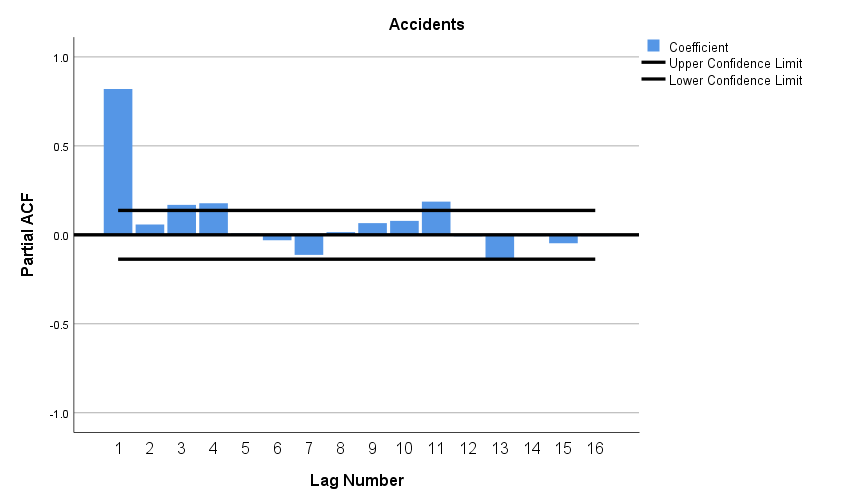 Accidents
Coefficient
Upper Confidence Limit
Lower Confidence Limit
Partial ACF
1.0
0.5
0.0
-0.5
-1.0
1 2 3 4 5 6 7 8 9 10 11 12 13 14 15 16
Lag Number